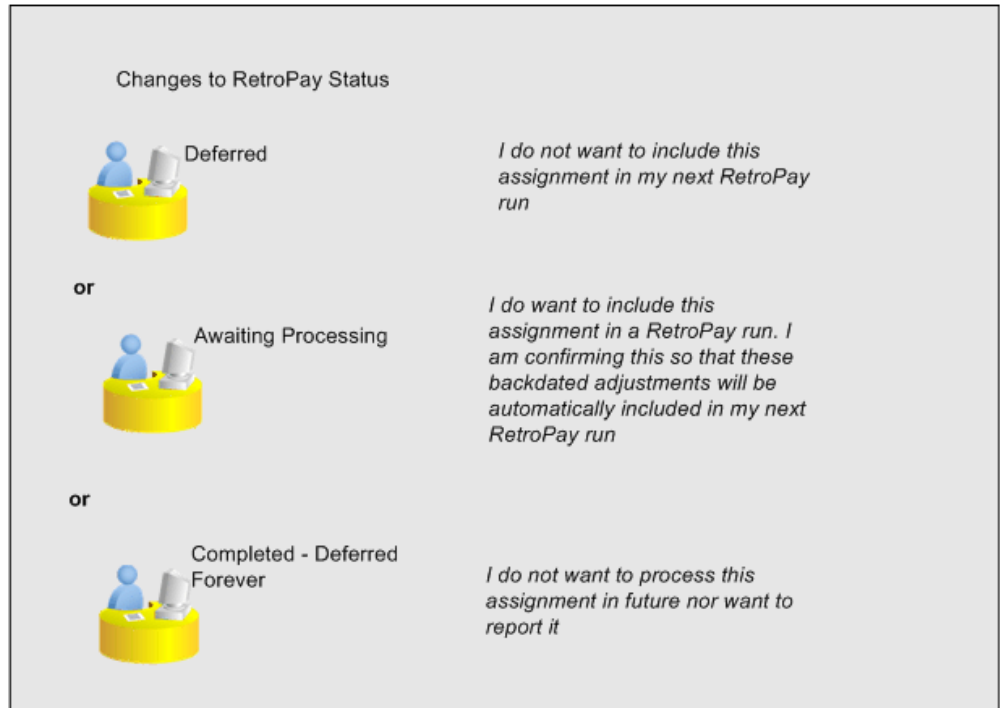 Changes to RetroPay Status
Deferred
I do not want to include this
assignment in my next RetroPay
run
or
Awaiting Processing
I do want to include this
assignment in a RetroPay run. I
am confirming this so that these
backdated adjustments will be
automatically included in my next
RetroPay run
or
Completed - Deferred
Forever
I do not want to process this
assignment in future nor want to
report it